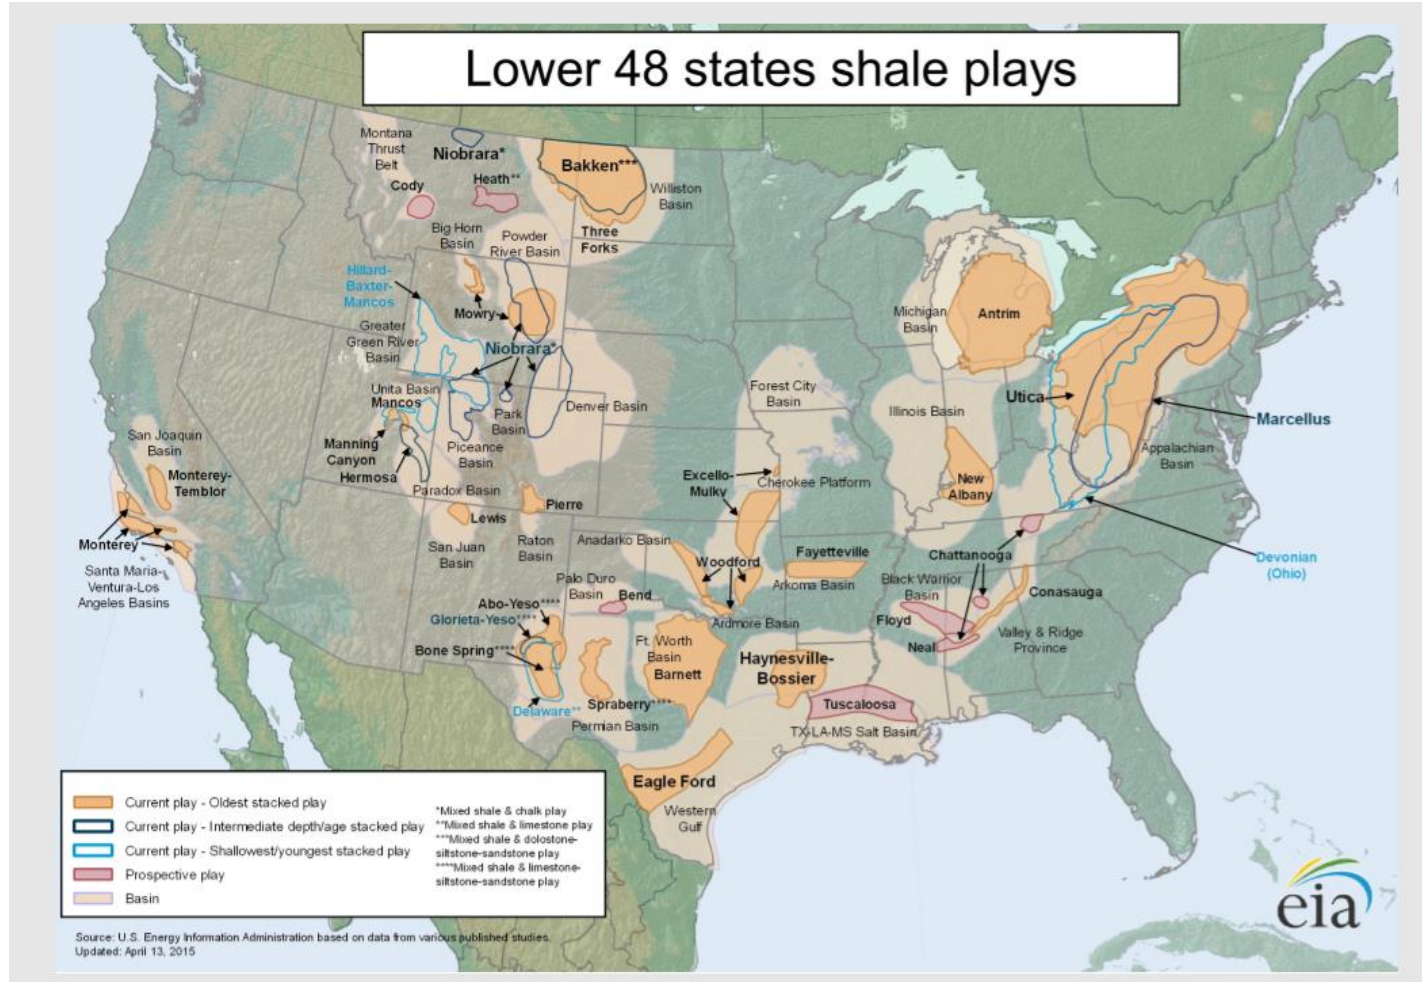 Lower 48 states shale plays
Montana
Thrust
Belt
Niobrara*
Bakken***
Cody
Heath**
Williston
Basin
Big Horn
Basin
Powder
River Basin
Three
Forks
Hillard-
Baxter-
Mancos
Mowry
Greater
Green River
Basin
Niobrara*
Michigan
Basin
Antrim
Uinta Basin
Mancos
Park
Basin
Denver Basin
Forest City
Basin
Illinois Basin
Utica
Marcellus
Manning
Canyon
Piceance
Basin
Hermosa
Appalachian
Basin
San Joaquin
Basin
Monterey-
Temblor
Paradox Basin
Excello-
Mulky
Cherokee Platform
New
Albany
Pierre
Lewis
Monterey
San Juan
Basin
Raton
Basin
Anadarko Basin
Woodford
Fayetteville
Chattanooga
Devonian
(Ohio)
Santa Maria-
Ventura-Los
Angeles Basins
Palo Duro
Basin
Bend
Arkoma Basin
Black Warrior
Basin
Conasauga
Abo-Yeso****
Glorieta-Yeso****
Ardmore Basin
Floyd
Bone Spring****
Ft. Worth
Basin
Barnett
Haynesville-
Bossier
Neal
Valley & Ridge
Province
Delaware**
Spraberry****
Permian Basin
Tuscaloosa
TX-LA-MS Salt Basin
Eagle Ford
Western
Gulf
Current play - Oldest stacked play
Current play - Intermediate depth/age stacked play
Current play - Shallowest/youngest stacked play
Prospective play
Basin
*Mixed shale & chalk play
**Mixed shale & limestone play
***Mixed shale & dolostone-
siltstone-sandstone play
****Mixed shale & limestone-
siltstone-sandstone play
eia
Source: U.S. Energy Information Administration based on data from various published studies.
Updated: April 13, 2015